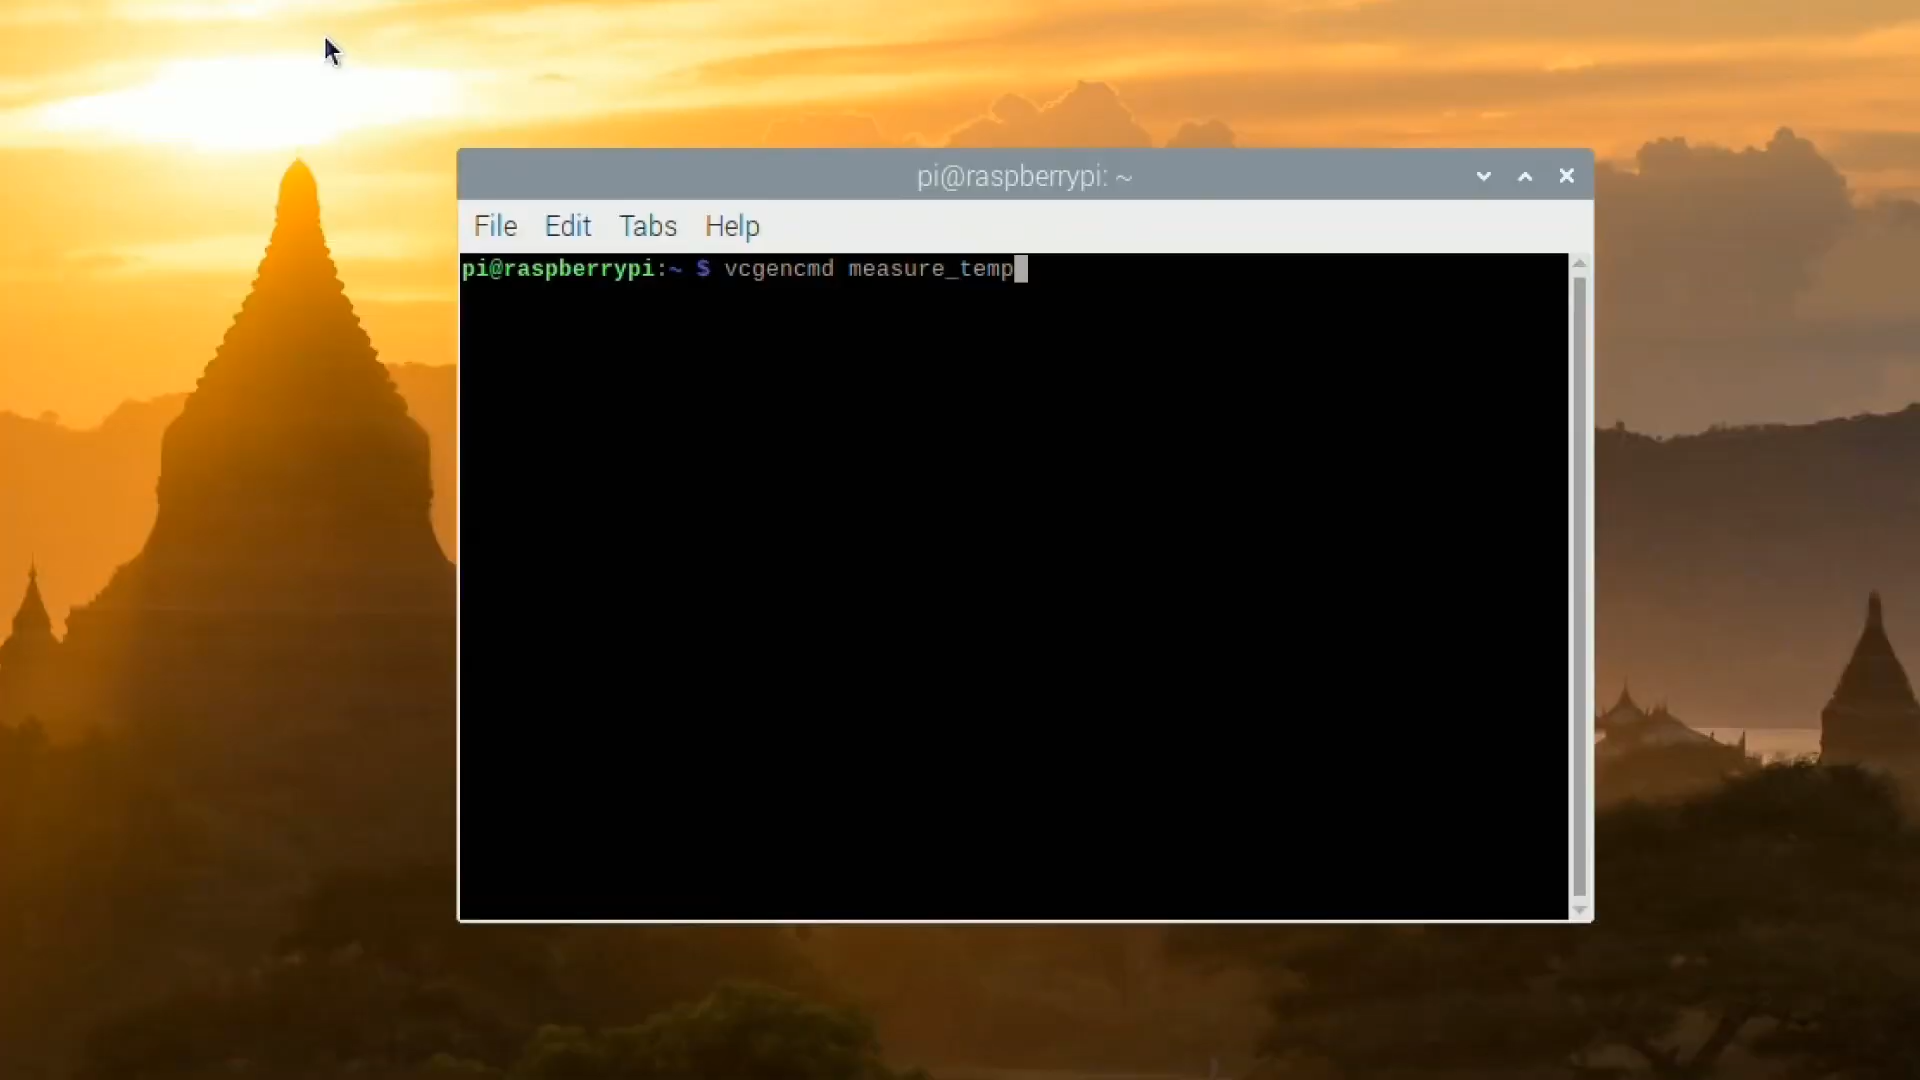 pi@raspberrypi: ~
File Edit Tabs Help
pi@raspberrypi:~ $ vcgencmd measure_temp